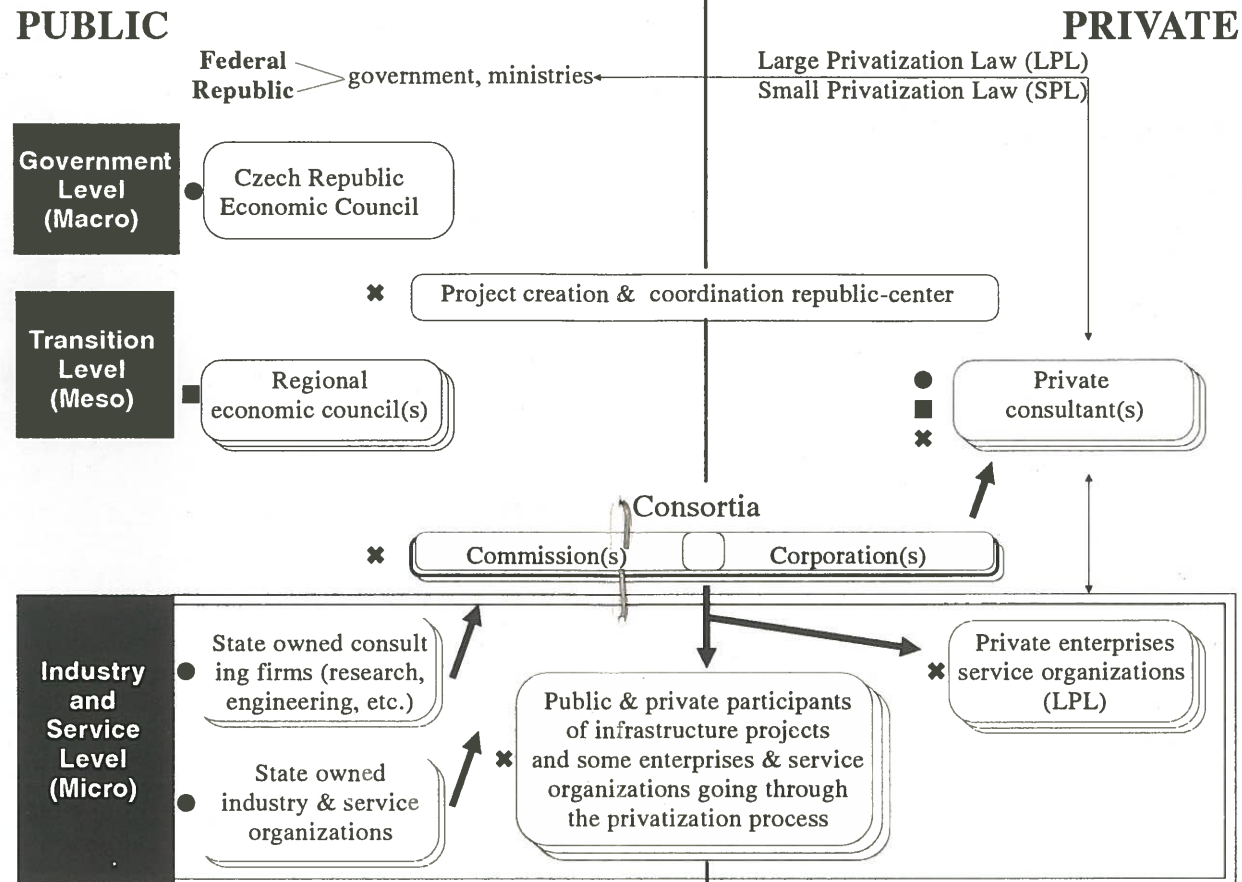 PUBLIC
PRIVATE
Federal
Republic
government, ministries
Large Privatization Law (LPL)
Small Privatization Law (SPL)
Government
Level
(Macro)
Czech Republic
Economic Council
Project creation & coordination republic-center
Transition
Level
(Meso)
Regional
economic council(s)
Private
consultant(s)
Consortia
Commission(s)
Corporation(s)
Industry
and
Service
Level
(Micro)
State owned consult
ing firms (research,
engineering, etc.)
State owned
industry & service
organizations
Public & private participants
of infrastructure projects
and some enterprises & service
organizations going through
the privatization process
Private enterprises
service organizations
(LPL)